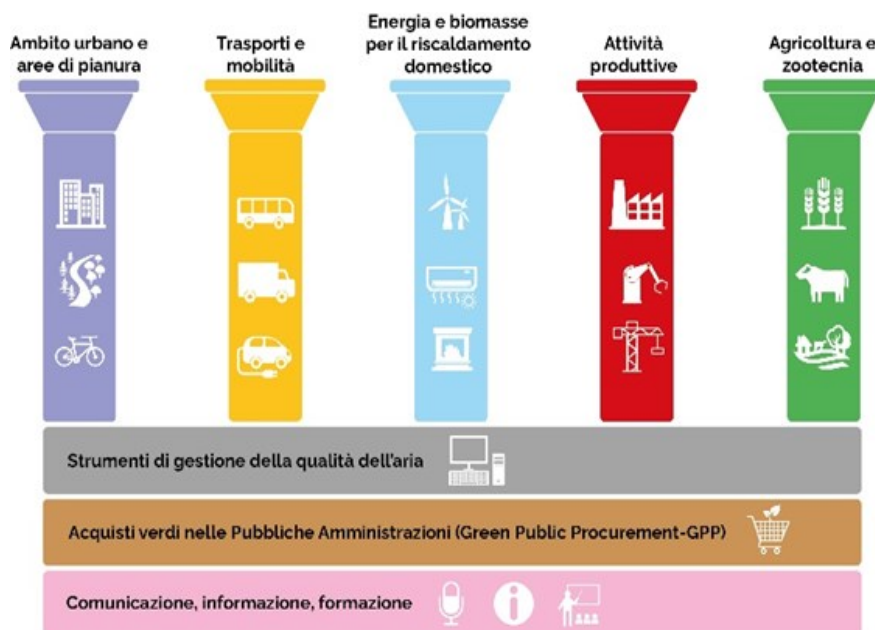 Ambito urbano e
aree di pianura
Trasporti e
mobilità
Energia e biomasse
per il riscaldamento
domestico
Attività
produttive
Agricoltura e
zootecnia
Strumenti di gestione della qualità dell'aria
Acquisti verdi nelle Pubbliche Amministrazioni (Green Public Procurement-GPP)
Comunicazione, informazione, formazione